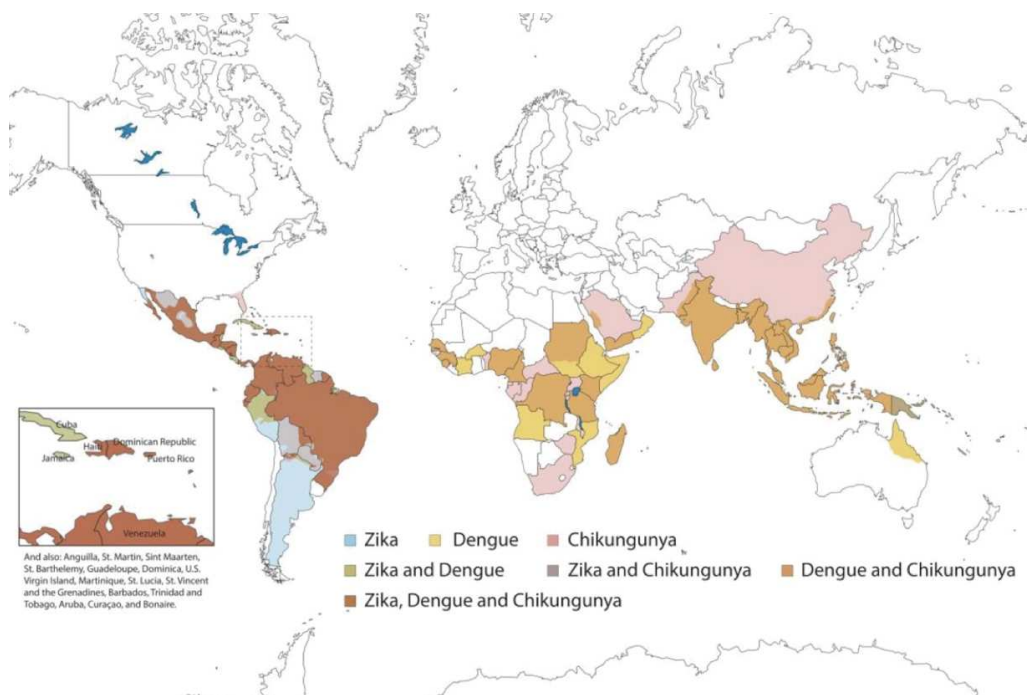 Cuba
Haiti
Dominican Republic
Jamaica
Puerto Rico
Venezuela
And also: Anguilla, St. Martin, Sint Maarten,
St. Barthelemy, Guadeloupe, Dominica, U.S.
Virgin Island, Martinique, St. Lucia, St. Vincent
and the Grenadines, Barbados, Trinidad and
Tobago, Aruba, Curaçao, and Bonaire.
Zika Dengue Chikungunya
Zika and Dengue Zika and Chikungunya Dengue and Chikungunya
Zika, Dengue and Chikungunya